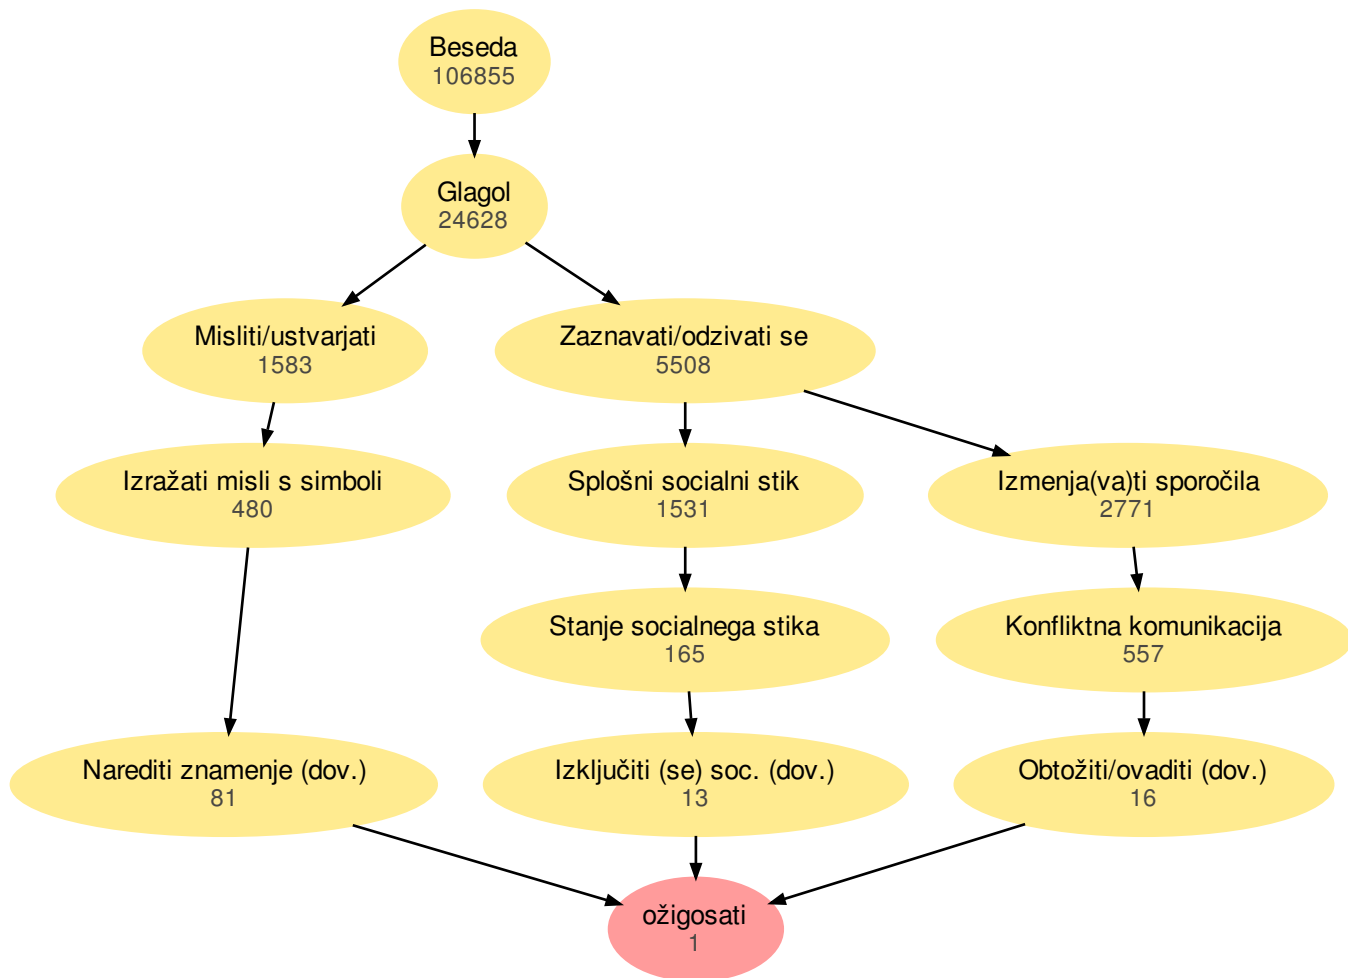 Beseda
106855
Glagol
24628
Misliti/ustvarjati
1583
Zaznavati/odzivati se
5508
Izražati misli s simboli
480
Splošni socialni stik
1531
Izmenja(va)ti sporočila
2771
Stanje socialnega stika
165
Konfliktna komunikacija
557
Narediti znamenje (dov.)
81
Izključiti (se) soc. (dov.)
13
Obtožiti/ovaditi (dov.)
16
ožigosati
1